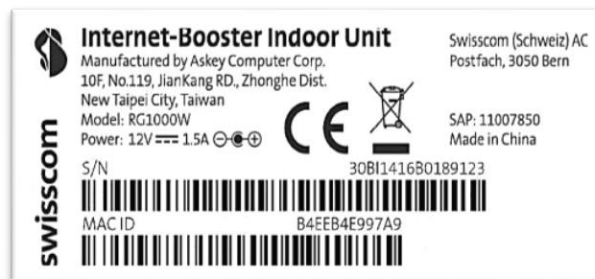 Internet-Booster Indoor Unit
Manufactured by Askey Computer Corp.
10F, No.119, JianKang RD., Zhonghe Dist.
New Taipei City, Taiwan
Model: RG1000W
Power: 12V 1.5A
Swisscom (Schweiz) AC
Postfach, 3050 Bern
SAP: 11007850
Made in China
CE
swisscom
S/N 30BI1416B0189123
MAC ID B4EEB4E997A9